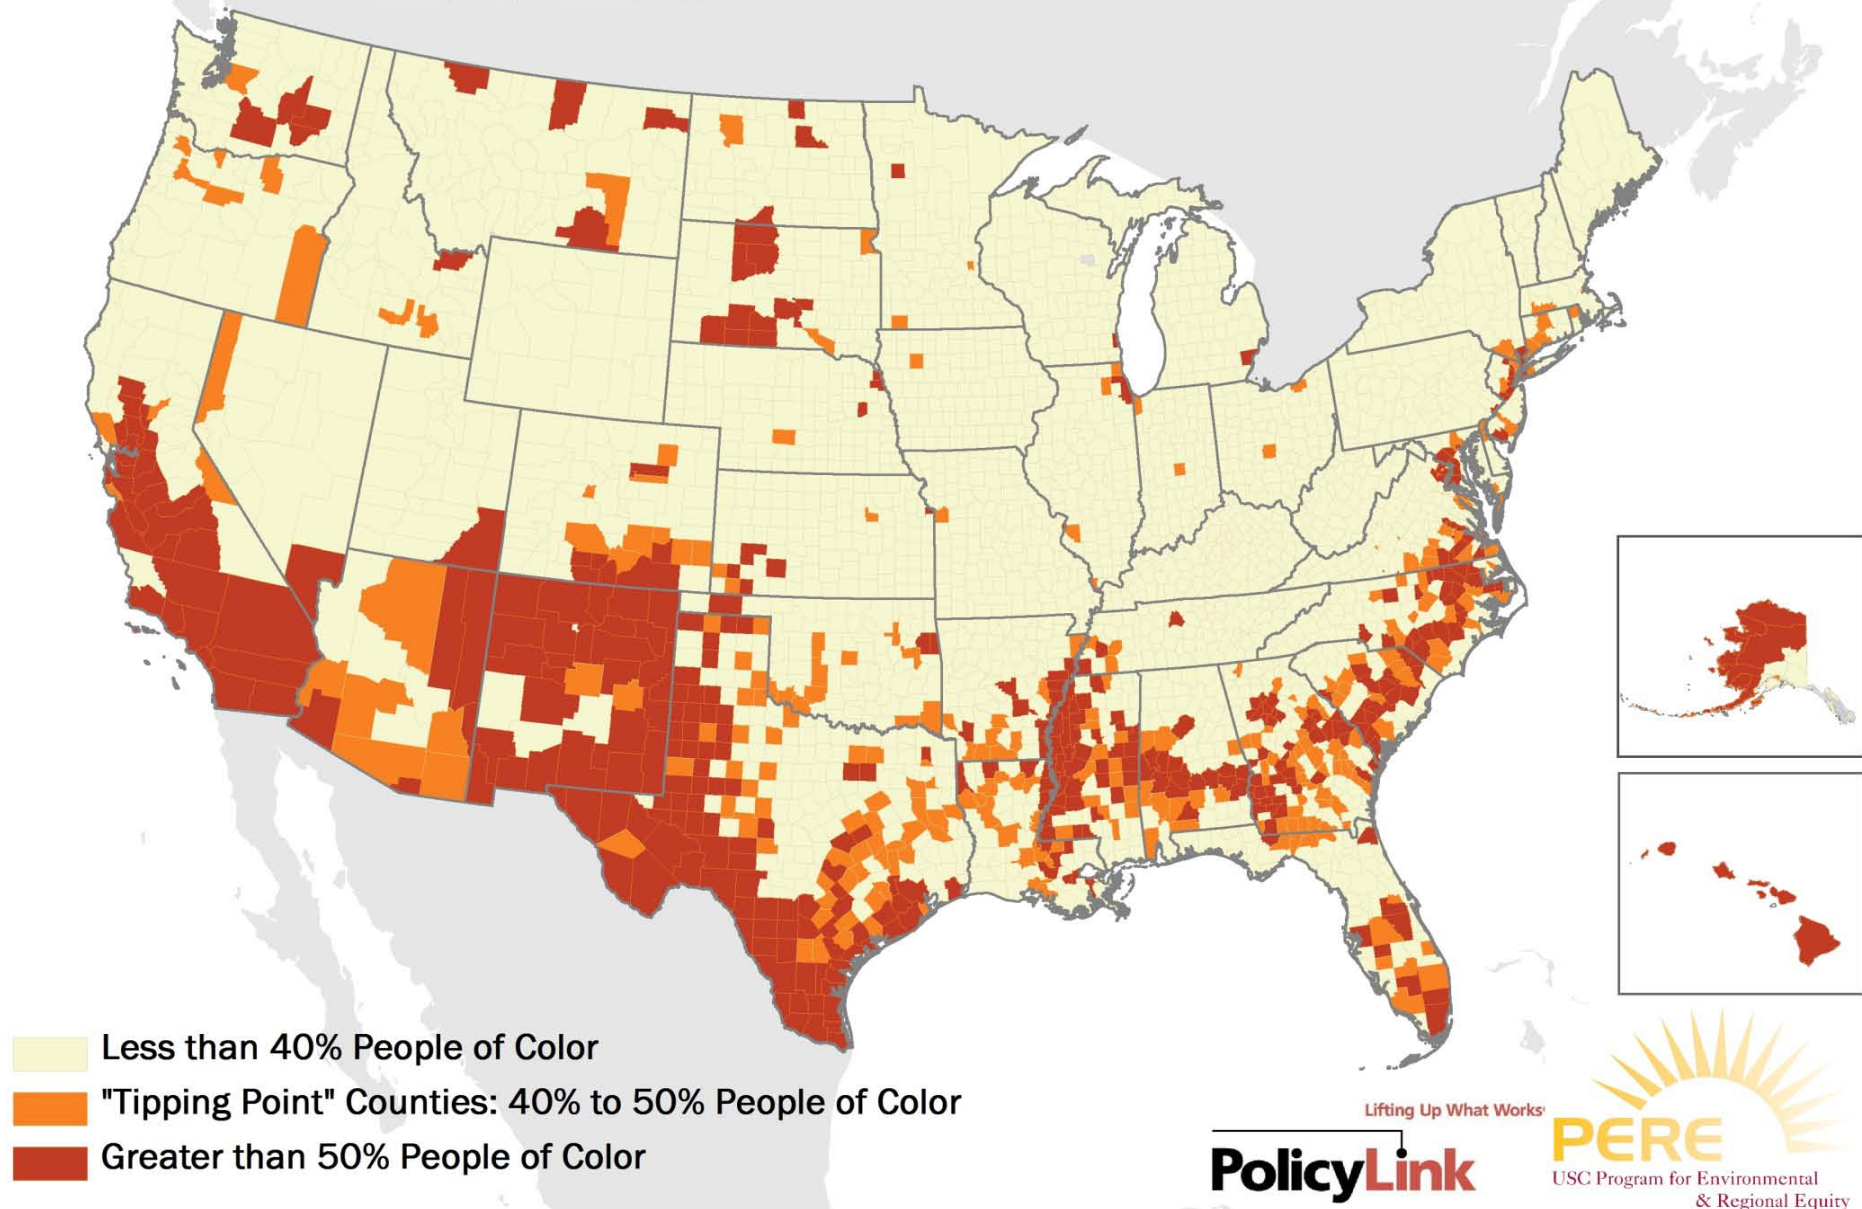 Less than 40% People of Color
"Tipping Point" Counties: 40% to 50% People of Color
Greater than 50% People of Color
Lifting Up What Works
PolicyLink
PERE
USC Program for Environmental
& Regional Equity